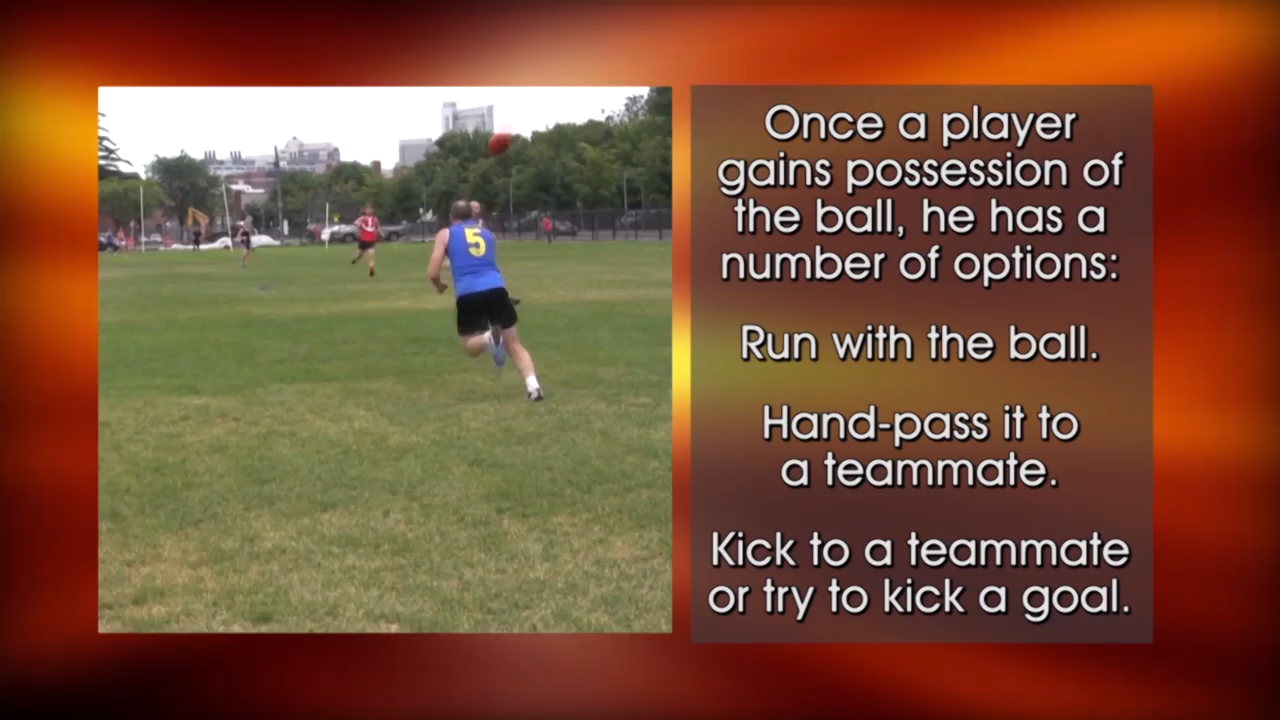 5
1
Once a player
gains possession of
the ball, he has a
number of options:
Run with the ball.
Hand-pass it to
a teammate.
Kick to a teammate
or try to kick a goal.